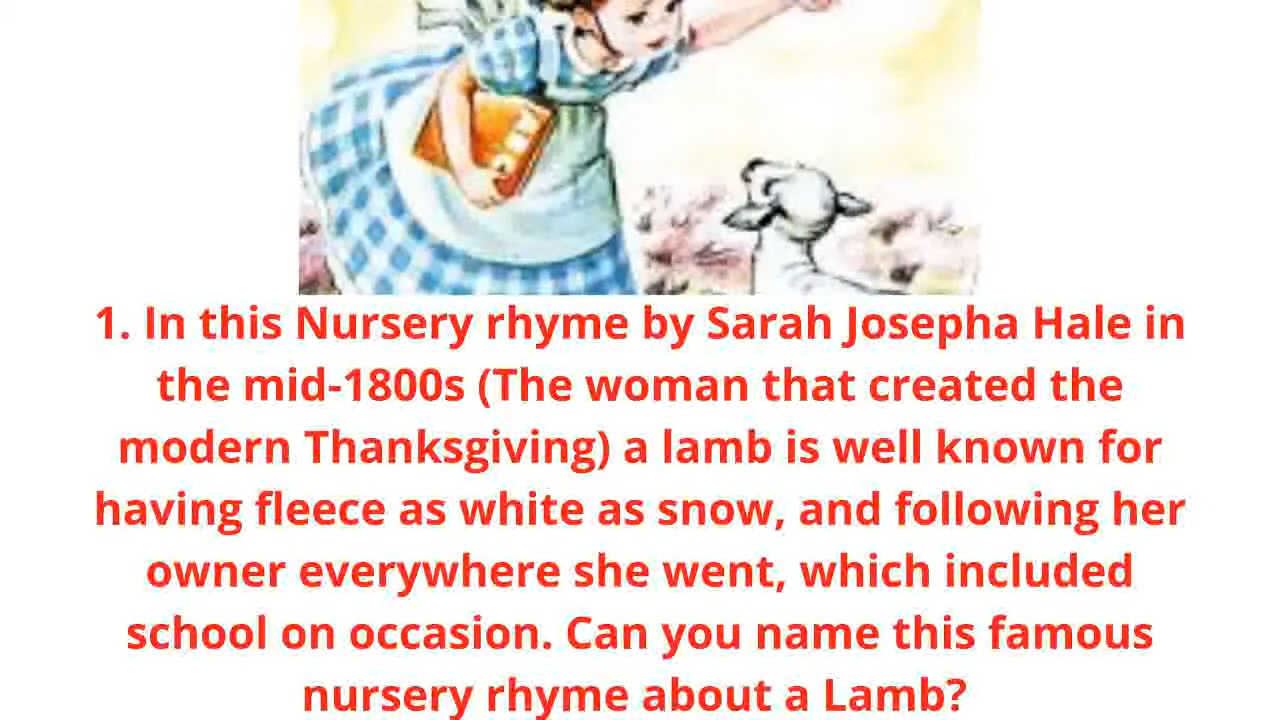 1. In this Nursery rhyme by Sarah Josepha Hale in
the mid-1800s (The woman that created the
modern Thanksgiving) a lamb is well known for
having fleece as white as snow, and following her
owner everywhere she went, which included
school on occasion. Can you name this famous
nursery rhyme about a Lamb?